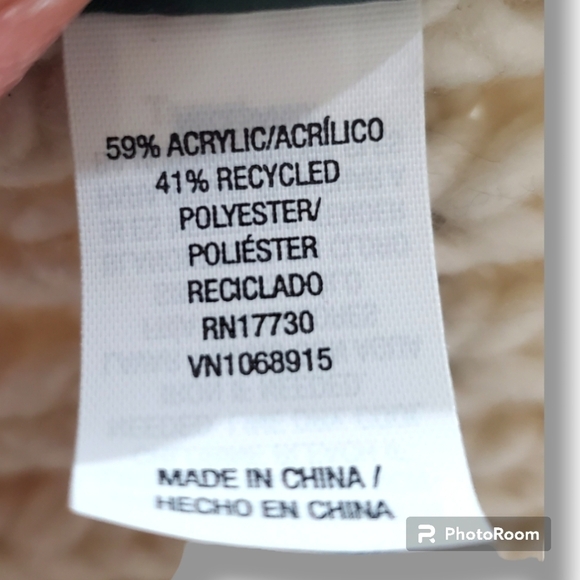 59% ACRYLIC/ACRÍLICO
41% RECYCLED
POLYESTER/
POLIÉSTER
RECICLADO
RN17730
VN1068915
MADE IN CHINA /
HECHO EN CHINA
PhotoRoom